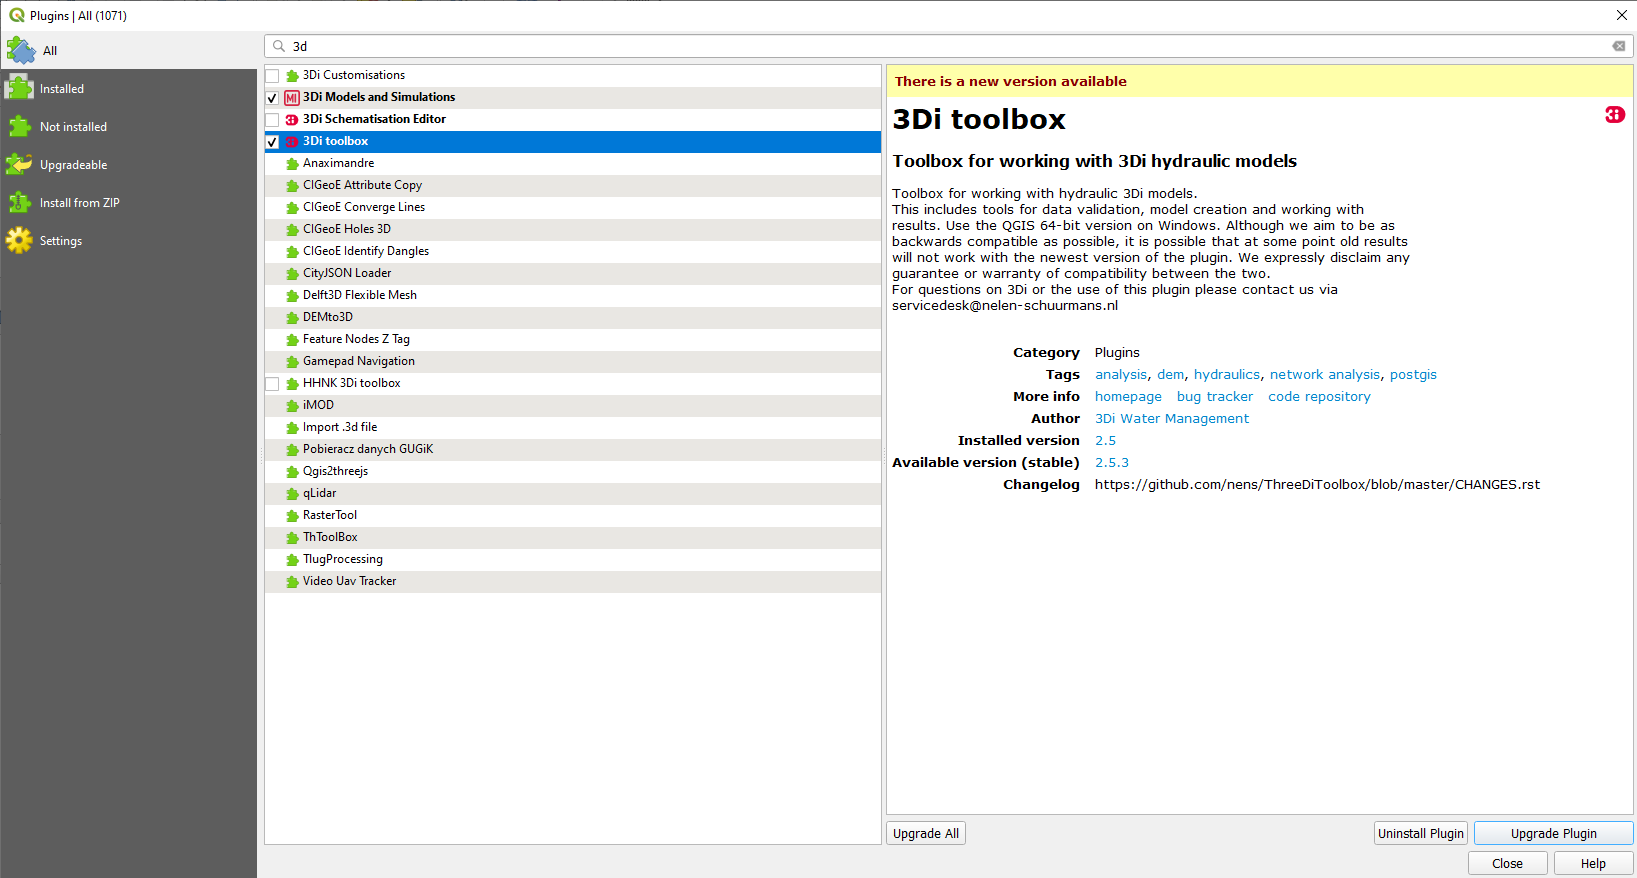 Plugins | All (1071)
All
Installed
Not installed
Upgradeable
Install from ZIP
Settings
3d
3Di Customisations
3Di Models and Simulations
3Di Schematisation Editor
3Di toolbox
Anaximandre
CIGeoE Attribute Copy
CIGeoE Converge Lines
CIGeoE Holes 3D
CIGeoE Identify Dangles
CityJSON Loader
Delft3D Flexible Mesh
DEMto3D
Feature Nodes Z Tag
Gamepad Navigation
HHNK 3Di toolbox
iMOD
Import .3d file
Pobieracz danych GUGiK
Qgis2threejs
qLidar
RasterTool
ThToolBox
TlugProcessing
Video Uav Tracker
There is a new version available
3Di toolbox
Toolbox for working with 3Di hydraulic models
Toolbox for working with hydraulic 3Di models.
This includes tools for data validation, model creation and working with
results. Use the QGIS 64-bit version on Windows. Although we aim to be as
backwards compatible as possible, it is possible that at some point old results
will not work with the newest version of the plugin. We expressly disclaim any
guarantee or warranty of compatibility between the two.
For questions on 3Di or the use of this plugin please contact us via
servicedesk@nelen-schuurmans.nl
Category Plugins
Tags analysis, dem, hydraulics, network analysis, postgis
More info homepage bug tracker code repository
Author 3Di Water Management
Installed version 2.5
Available version (stable) 2.5.3
Changelog https://github.com/nens/ThreeDiToolbox/blob/master/CHANGES.rst
Upgrade All
Uninstall Plugin
Upgrade Plugin
Close
Help